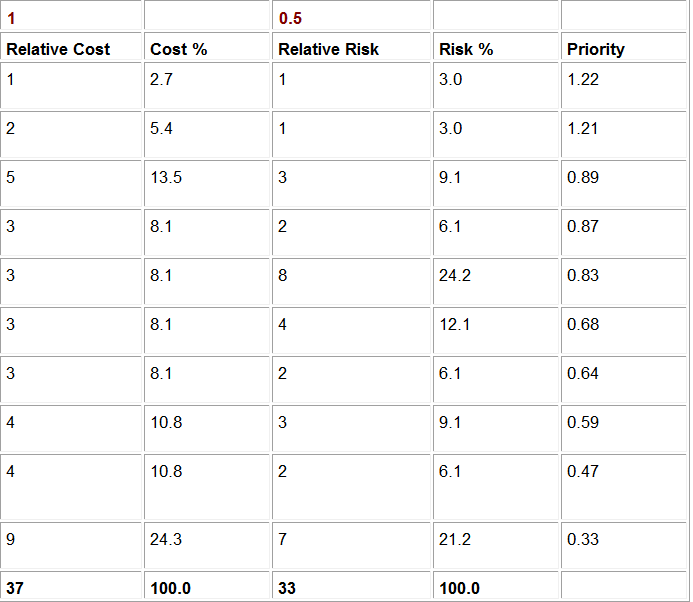 1 0.5
Relative Cost Cost % Relative Risk Risk % Priority
1 2.7 1 3.0 1.22
2 5.4 1 3.0 1.21
5 13.5 3 9.1 0.89
3 8.1 2 6.1 0.87
3 8.1 8 24.2 0.83
3 8.1 4 12.1 0.68
3 8.1 2 6.1 0.64
4 10.8 3 9.1 0.59
4 10.8 2 6.1 0.47
9 24.3 7 21.2 0.33
37 100.0 33 100.0